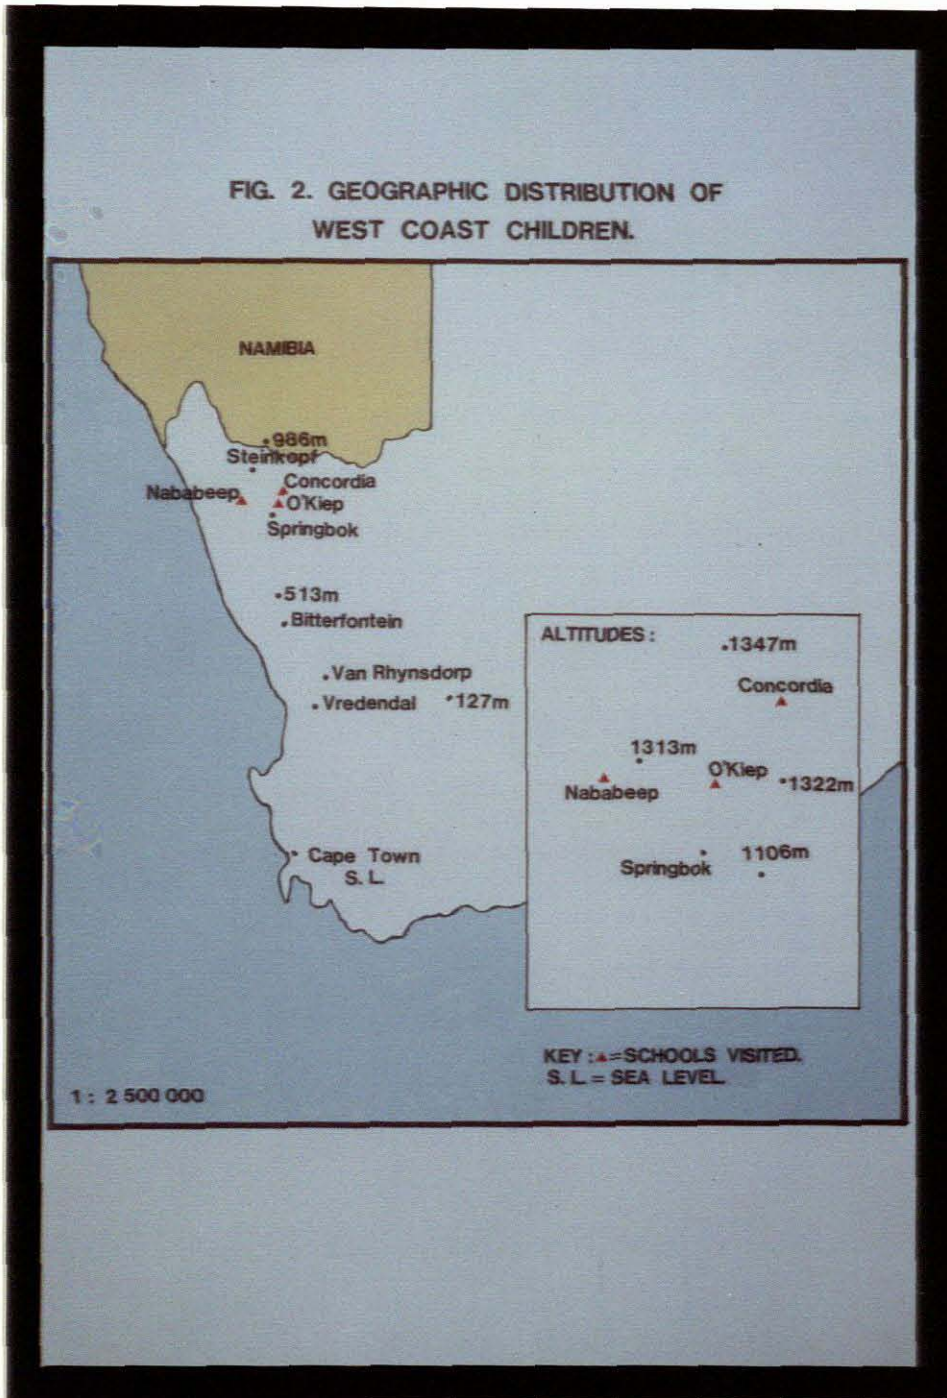 FIG. 2. GEOGRAPHIC DISTRIBUTION OF
WEST COAST CHILDREN.
NAMIBIA
986m
Steinkopf
Concordia
Nababeep
O'Kiep
Springbok
513m
Bitterfontein
Van Rhynsdorp
Vredendal
127m
Cape Town
S. L.
ALTITUDES :
1347m
Concordia
1313m
O'Kiep
Nababeep
1322m
Springbok
1106m
KEY : ▲=SCHOOLS VISITED.
S. L. = SEA LEVEL
1 : 2 500 000